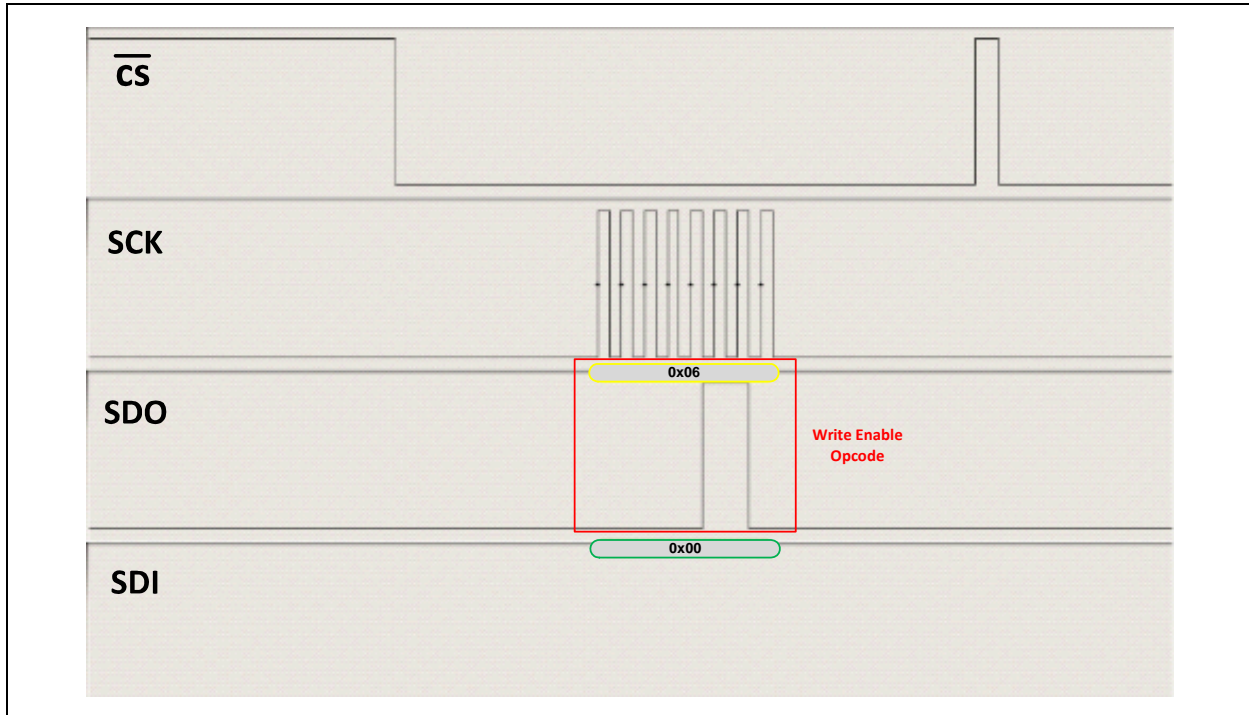 CS
SCK
0x06
SDO
Write Enable
Opcode
0x00
SDI